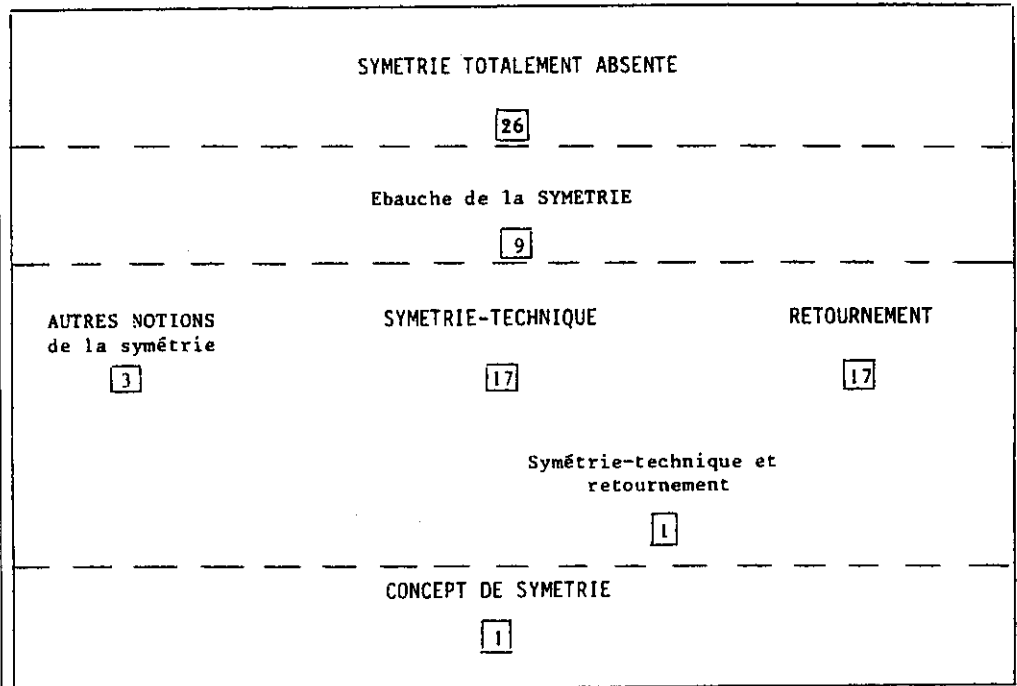 SYMETRIE TOTALEMENT ABSENTE
26
Ebauche de la SYMETRIE
9
AUTRES NOTIONS
de la symétrie
3
SYMETRIE-TECHNIQUE
17
RETOURNEMENT
17
Symétrie-technique et
retournement
1
CONCEPT DE SYMETRIE
1